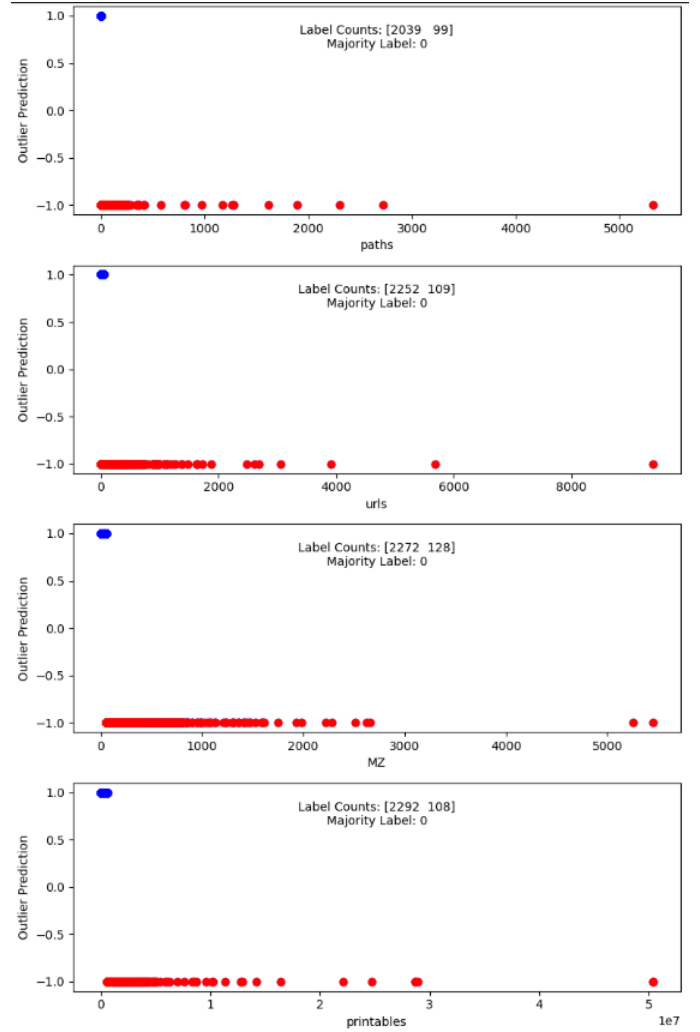 1.0
0.5
0.0
−0.5
−1.0
Outlier Prediction
Label Counts: [2039   99]
Majority Label: 0
0 1000 2000 3000 4000 5000
paths
1.0
0.5
0.0
−0.5
−1.0
Outlier Prediction
Label Counts: [2252  109]
Majority Label: 0
0 2000 4000 6000 8000
urls
1.0
0.5
0.0
−0.5
−1.0
Outlier Prediction
Label Counts: [2272  128]
Majority Label: 0
0 1000 2000 3000 4000 5000
MZ
1.0
0.5
0.0
−0.5
−1.0
Outlier Prediction
Label Counts: [2292  108]
Majority Label: 0
0 1 2 3 4 5
1e7
printables